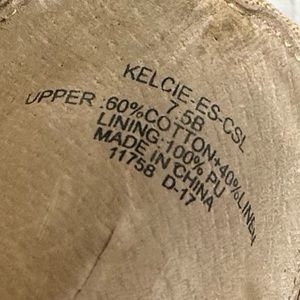 KELCIE-ES-CSL
7.5B
UPPER:60%COTTON+40%LINEN
LINING:100% PU
MADE IN CHINA
11758 D-17